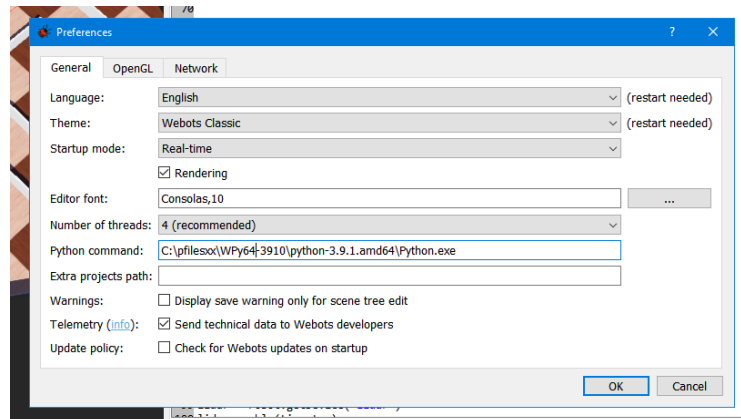 70
Preferences
General OpenGL Network
Language: English (restart needed)
Theme: Webots Classic (restart needed)
Startup mode: Real-time
Rendering
Editor font: Consolas,10 ...
Number of threads: 4 (recommended)
Python command: C:\pfilesxx\WPy64-3910\python-3.9.1.amd64\Python.exe
Extra projects path:
Warnings: Display save warning only for scene tree edit
Telemetry (info): Send technical data to Webots developers
Update policy: Check for Webots updates on startup
OK Cancel